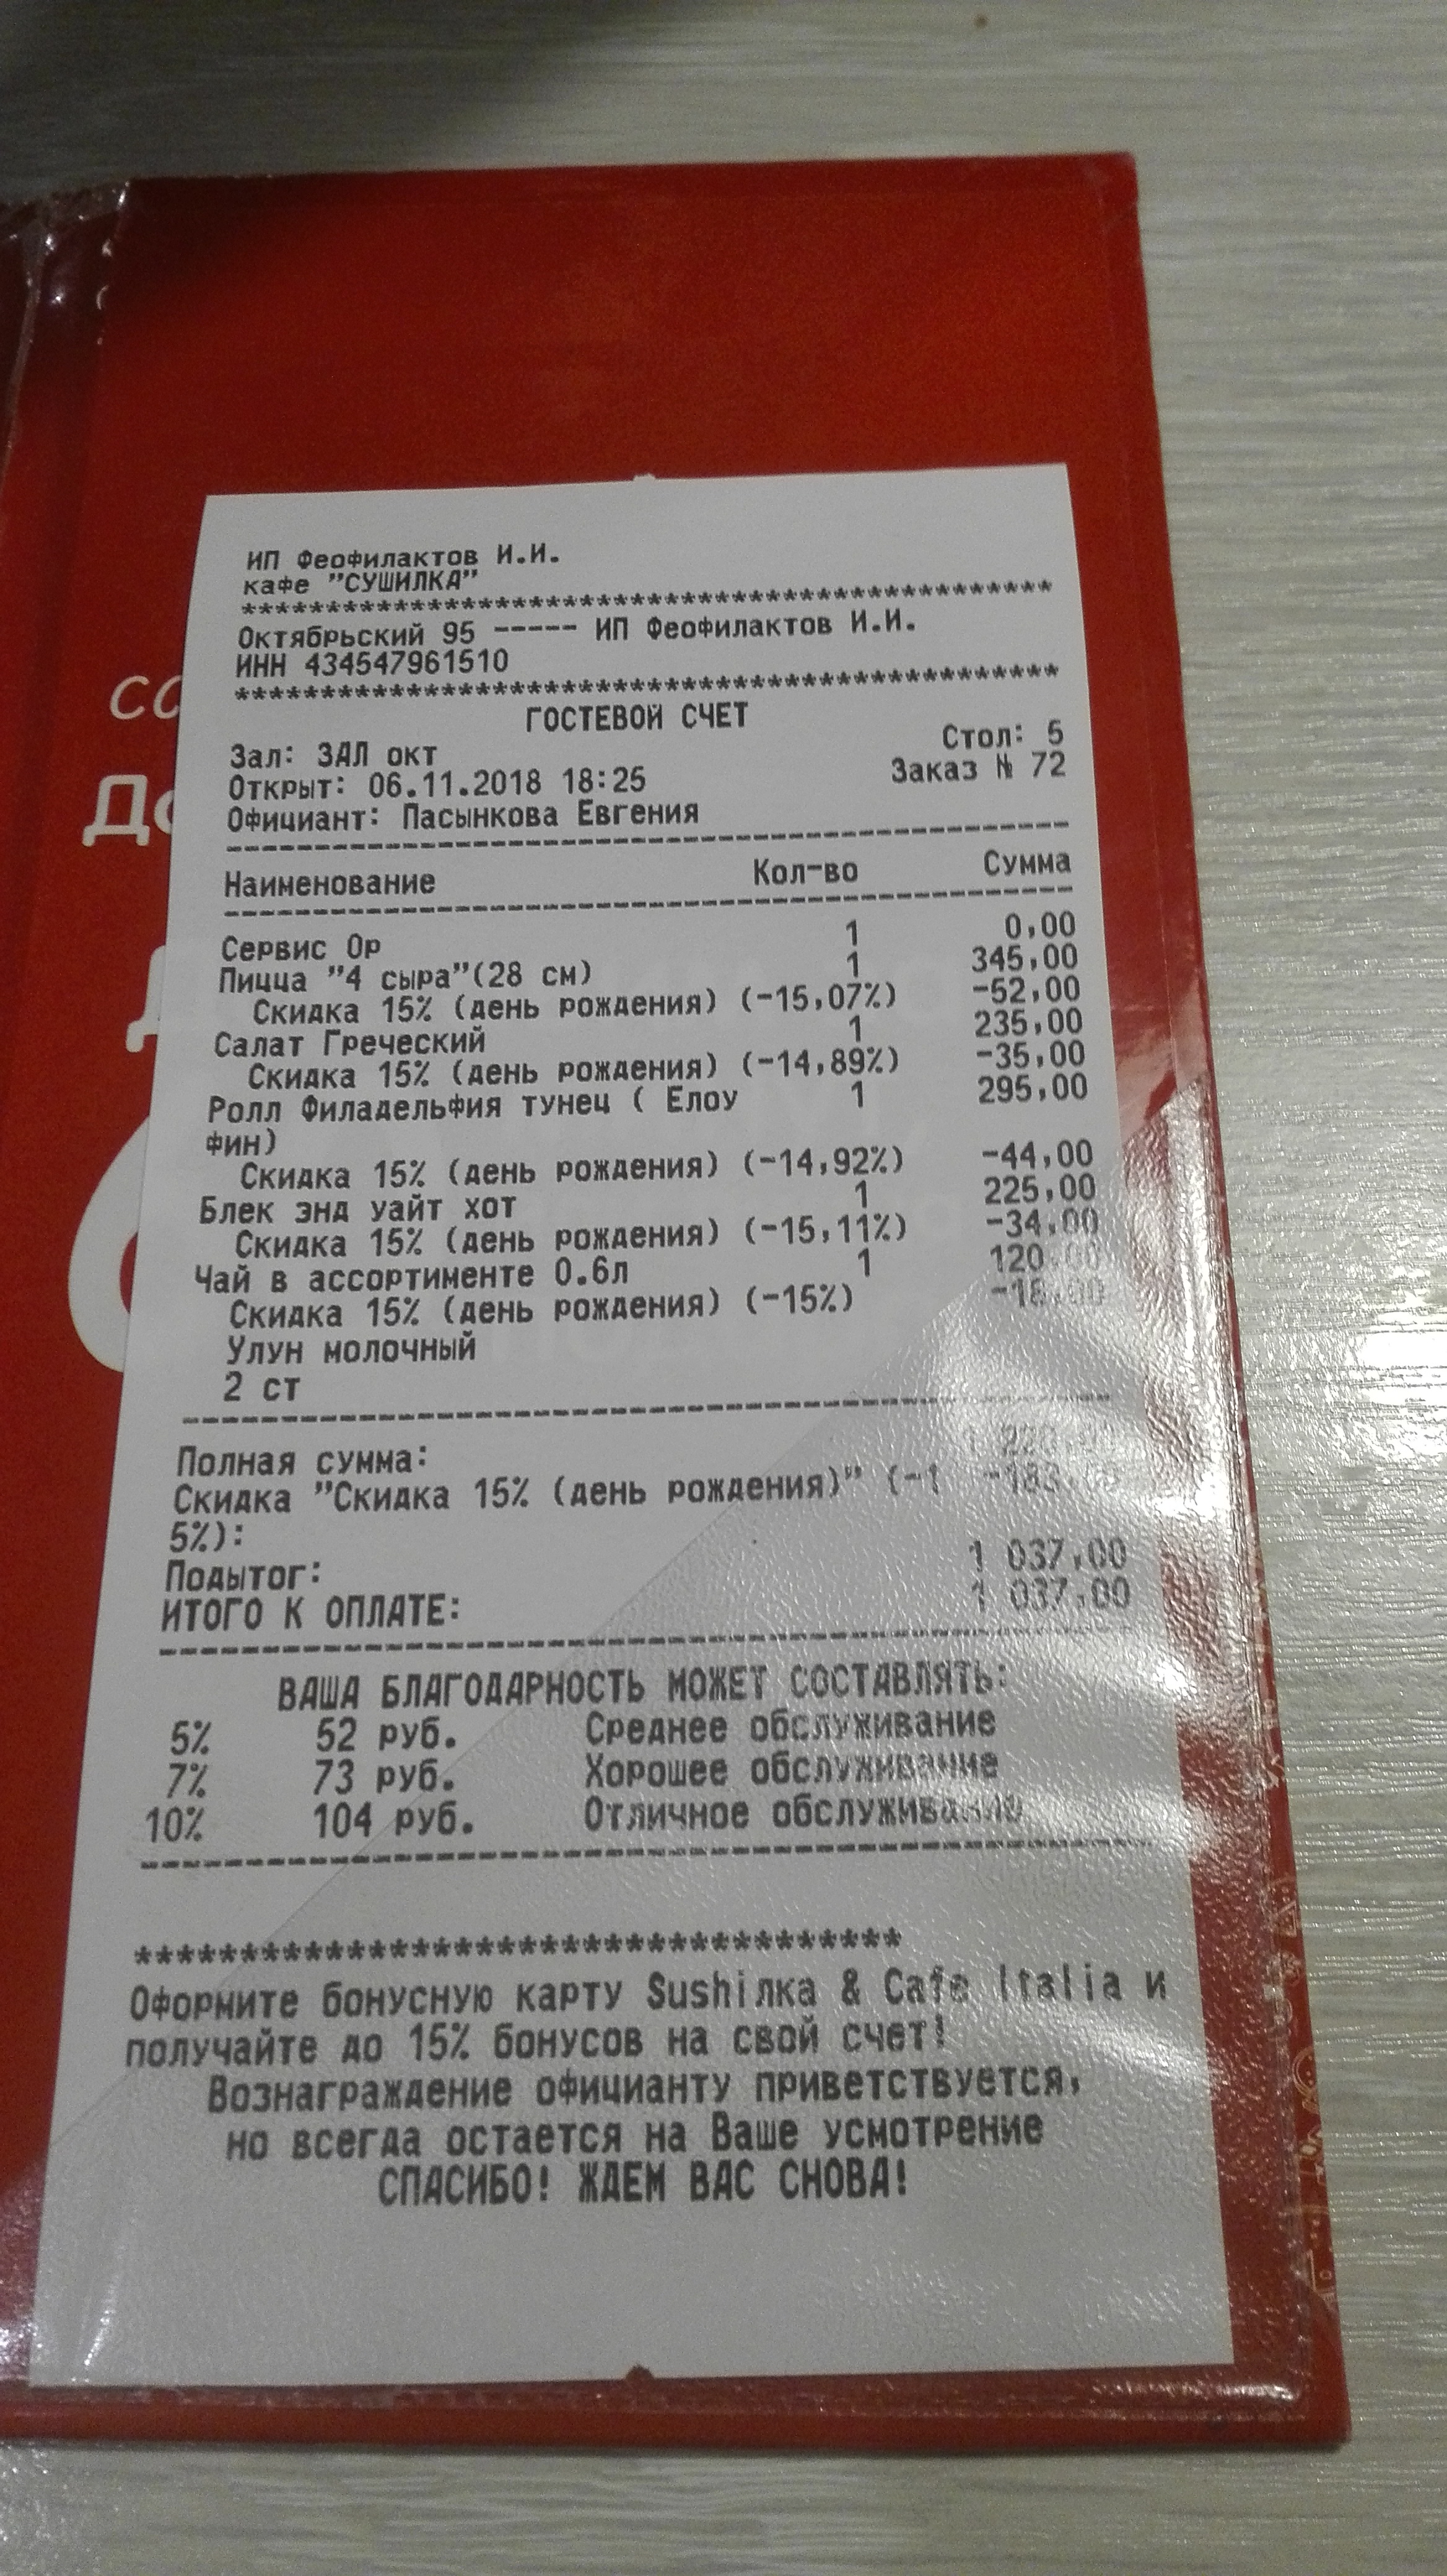 ИП Феофилактов И.И.
кафе "СУШИЛКА"
************************************************
Октябрьский 95 ----- ИП Феофилактов И.И.
ИНН 434547961510
************************************************
ГОСТЕВОЙ СЧЕТ
Зал: ЗАЛ окт Стол: 5
Открыт: 06.11.2018 18:25 Заказ № 72
Официант: Пасынкова Евгения
Наименование Кол-во Сумма
Сервис Ор 1 0,00
Пицца "4 сыра"(28 см) 1 345,00
Скидка 15% (день рождения) (-15,07%) -52,00
Салат Греческий 1 235,00
Скидка 15% (день рождения) (-14,89%) -35,00
Ролл Филадельфия тунец ( Елоу 1 295,00
фин)
Скидка 15% (день рождения) (-14,92%) -44,00
Блек энд уайт хот 1 225,00
Скидка 15% (день рождения) (-15,11%) -34,00
Чай в ассортименте 0.6л 1 120,00
Скидка 15% (день рождения) (-15%) -18,00
Улун молочный
2 ст
Полная сумма:
Скидка "Скидка 15% (день рождения)" (-1 -183,00
5%):
Подытог: 1 037,00
ИТОГО К ОПЛАТЕ: 1 037,00
ВАША БЛАГОДАРНОСТЬ МОЖЕТ СОСТАВЛЯТЬ:
5% 52 руб. Среднее обслуживание
7% 73 руб. Хорошее обслуживание
10% 104 руб. Отличное обслуживание
***********************************
Оформите бонусную карту Sushiлка & Cafe Italia и
получайте до 15% бонусов на свой счет!
Вознаграждение официанту приветствуется,
но всегда остается на Ваше усмотрение
СПАСИБО! ЖДЕМ ВАС СНОВА!